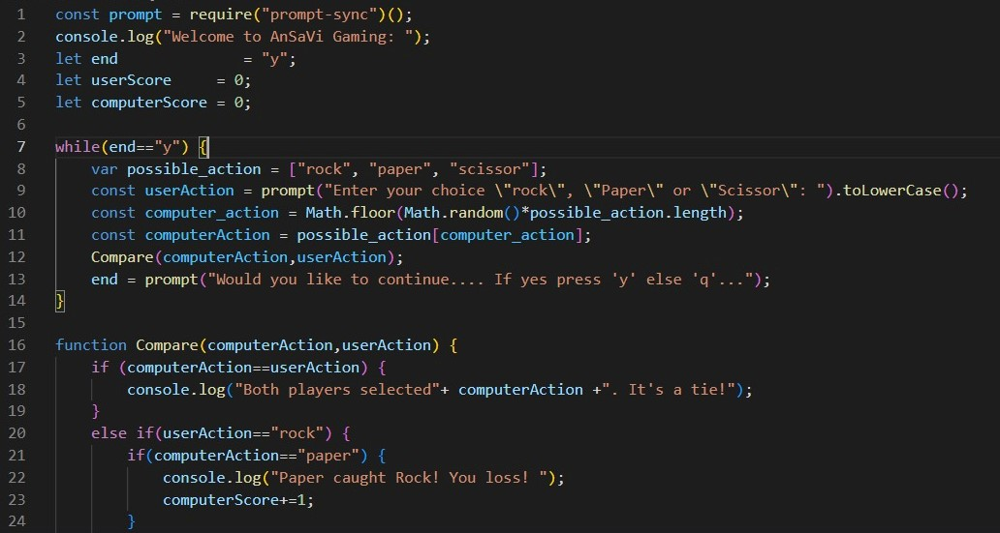 1 const prompt = require("prompt-sync")();
2 console.log("Welcome to AnSaVi Gaming: ");
3 let end              = "y";
4 let userScore     = 0;
5 let computerScore = 0;
6
7 while(end=="y") {
8     var possible_action = ["rock", "paper", "scissor"];
9     const userAction = prompt("Enter your choice \"rock\", \"Paper\" or \"Scissor\": ").toLowerCase();
10     const computer_action = Math.floor(Math.random()*possible_action.length);
11     const computerAction = possible_action[computer_action];
12     Compare(computerAction,userAction);
13     end = prompt("Would you like to continue.... If yes press 'y' else 'q'...");
14 }
15
16 function Compare(computerAction,userAction) {
17     if (computerAction==userAction) {
18         console.log("Both players selected"+ computerAction +". It's a tie!");
19     }
20     else if(userAction=="rock") {
21         if(computerAction=="paper") {
22             console.log("Paper caught Rock! You loss! ");
23             computerScore+=1;
24         }